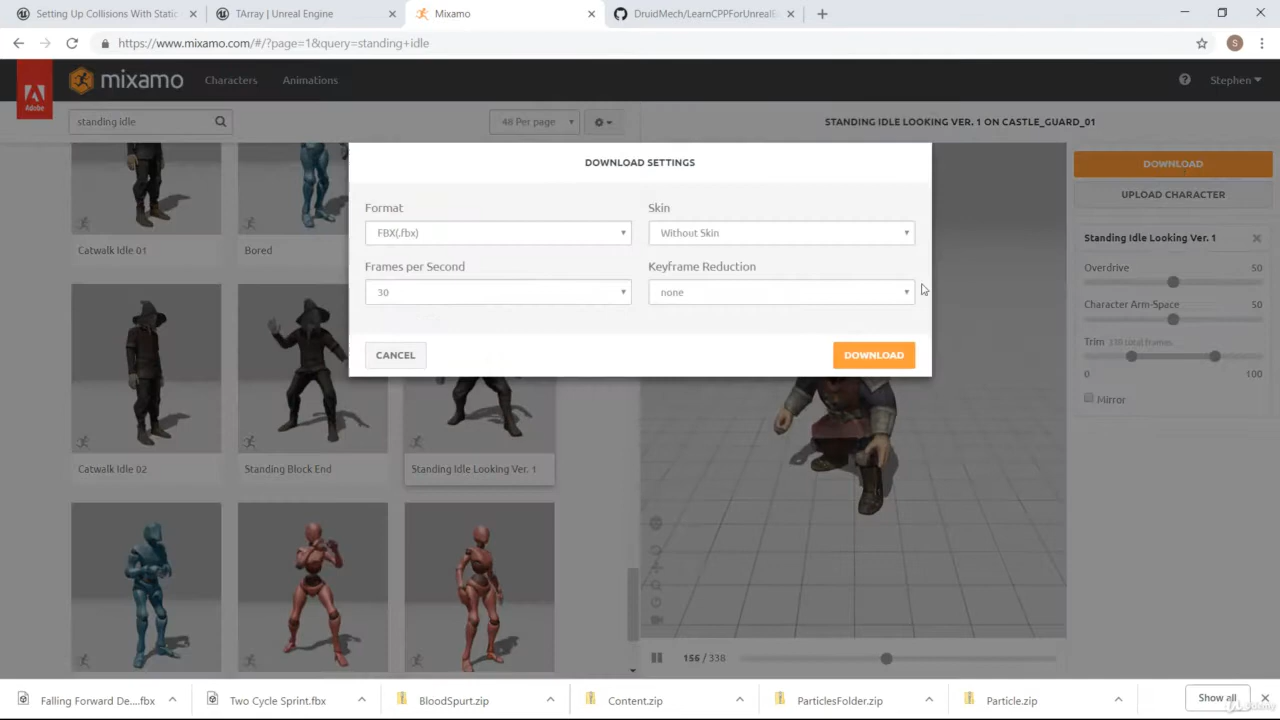 Setting Up Collisions With Static
TArray | Unreal Engine
Mixamo
DruidMech/LearnCPPForUnrealE
https://www.mixamo.com/#/?page=1&query=standing+idle
S
Adobe
mixamo
Characters
Animations
Stephen
standing idle
48 Per page
STANDING IDLE LOOKING VER. 1 ON CASTLE_GUARD_01
DOWNLOAD SETTINGS
DOWNLOAD
UPLOAD CHARACTER
Format
Skin
FBX(.fbx)
Without Skin
Frames per Second
Keyframe Reduction
30
none
CANCEL
DOWNLOAD
Standing Idle Looking Ver. 1
Overdrive
50
Character Arm-Space
50
Trim
338 total frames
0
100
Mirror
Catwalk Idle 01
Bored
Catwalk Idle 02
Standing Block End
Standing Idle Looking Ver. 1
156 / 338
Falling Forward De....fbx
Two Cycle Sprint.fbx
BloodSpurt.zip
Content.zip
ParticlesFolder.zip
Particle.zip
Show all